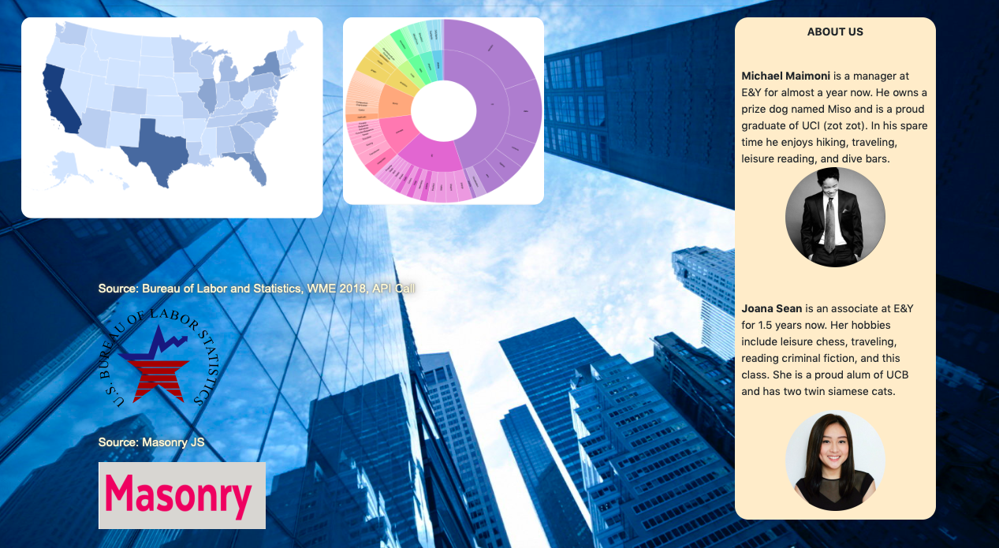 ABOUT US
Michael Maimoni is a manager at
E&Y for almost a year now. He owns a
prize dog named Miso and is a proud
graduate of UCI (zot zot). In his spare
time he enjoys hiking, traveling,
leisure reading, and dive bars.
Joana Sean is an associate at E&Y
for 1.5 years now. Her hobbies
include leisure chess, traveling,
reading criminal fiction, and this
class. She is a proud alum of UCB
and has two twin siamese cats.
Source: Bureau of Labor and Statistics, WME 2018, API Call
U.S. BUREAU OF LABOR STATISTICS
Source: Masonry JS
Masonry